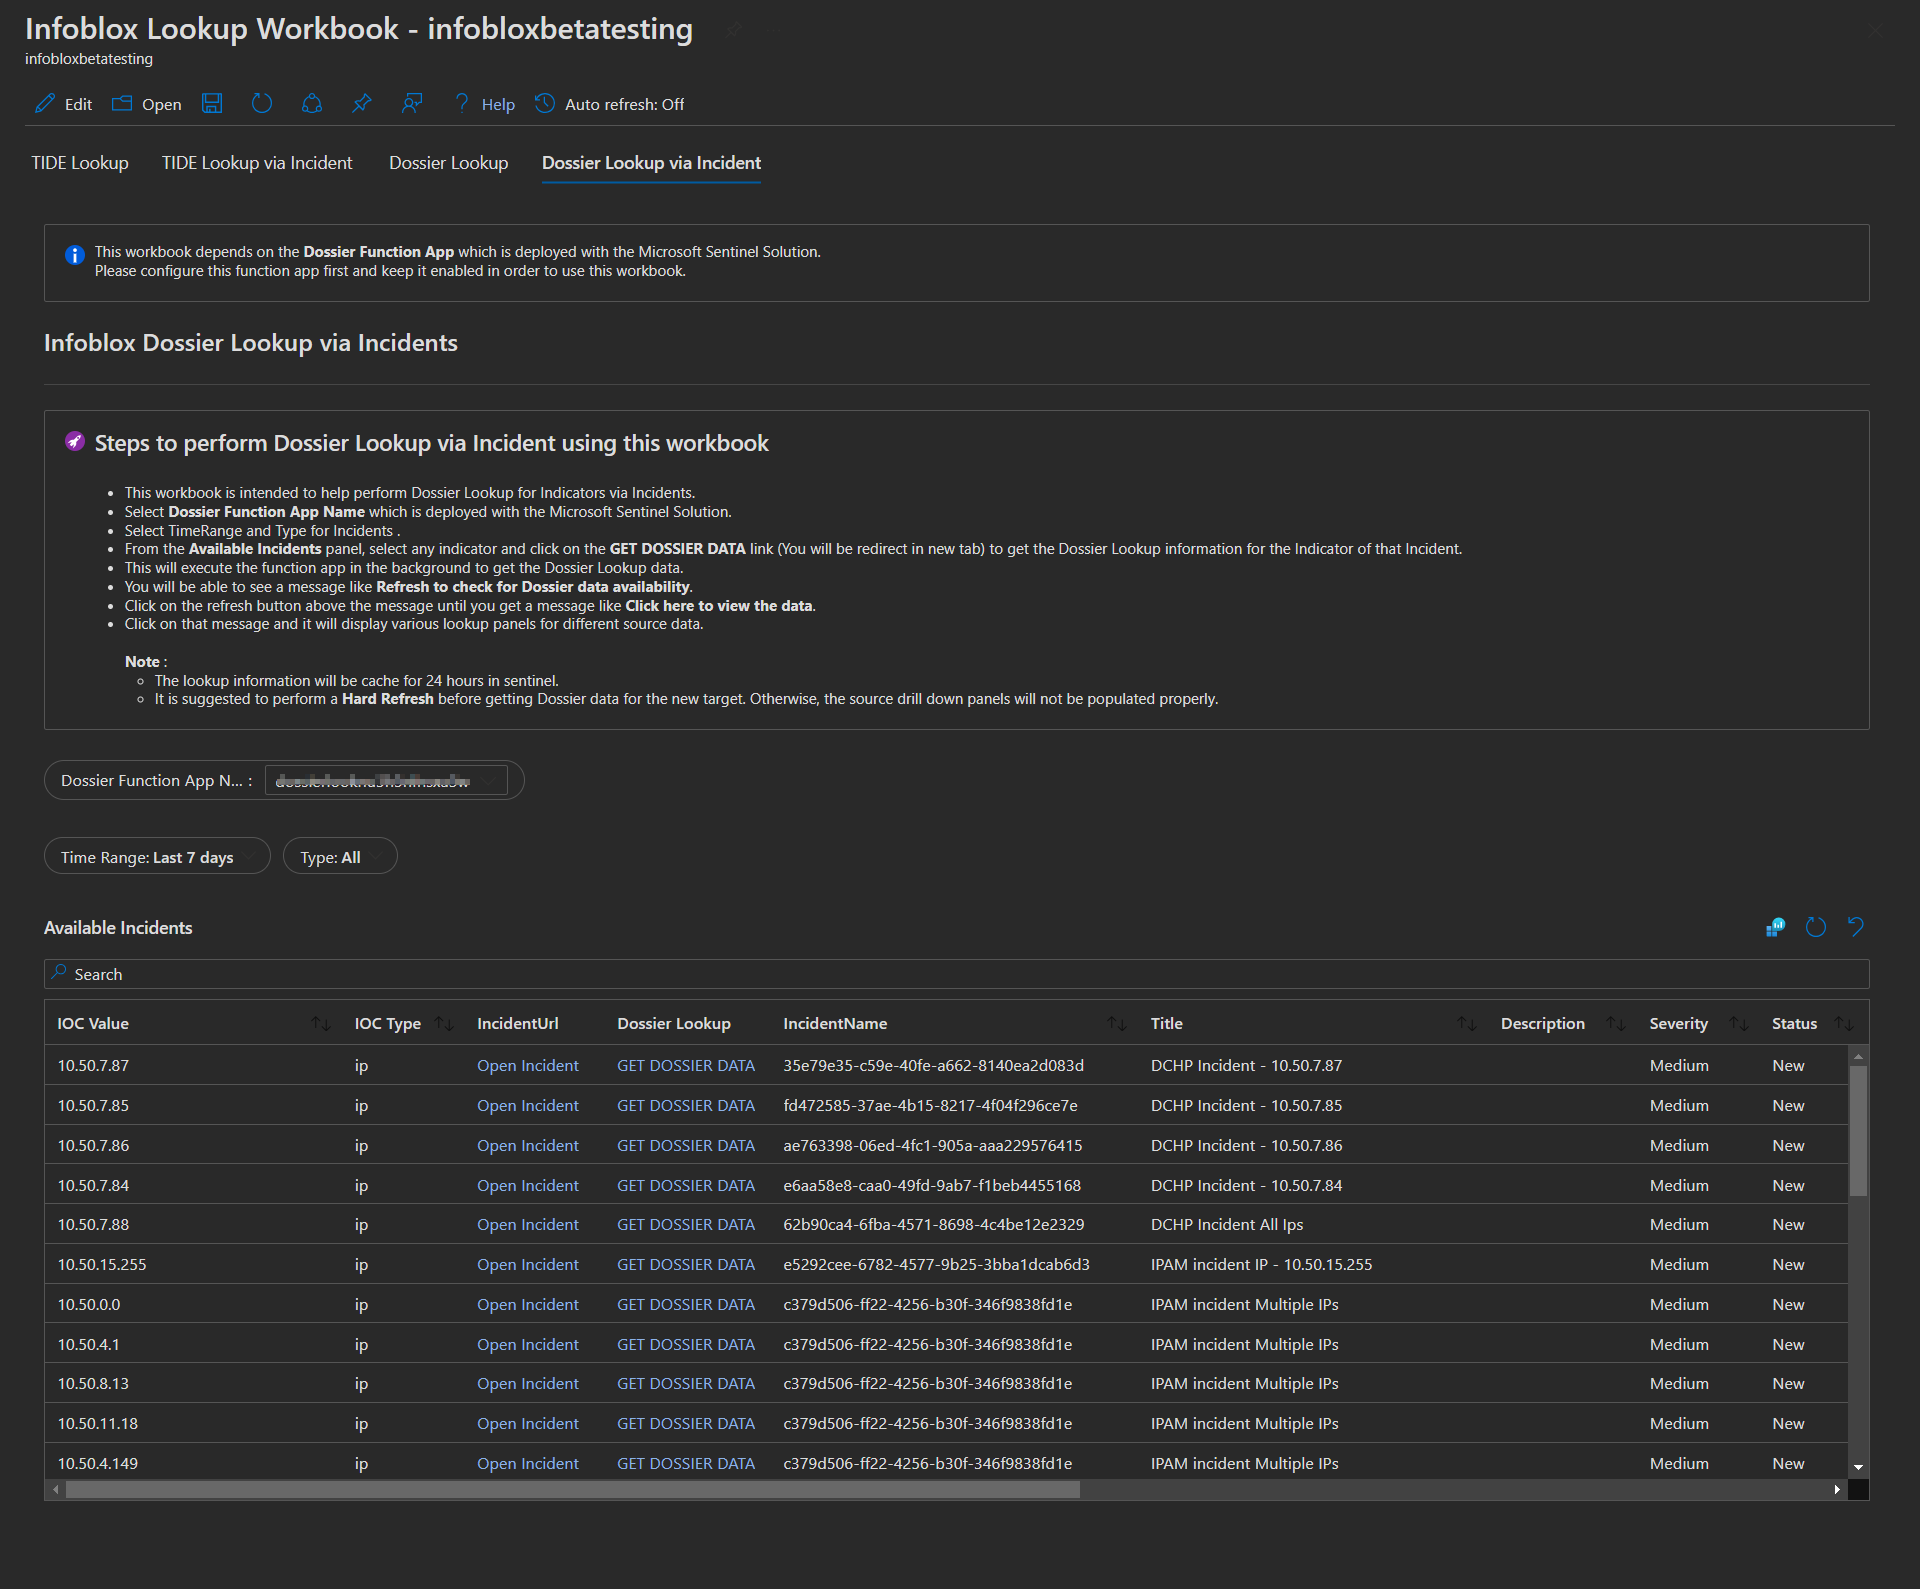 Infoblox Lookup Workbook - infobloxbetatesting
infobloxbetatesting
Edit Open Help Auto refresh: Off
TIDE Lookup TIDE Lookup via Incident Dossier Lookup Dossier Lookup via Incident
This workbook depends on the Dossier Function App which is deployed with the Microsoft Sentinel Solution.
Please configure this function app first and keep it enabled in order to use this workbook.
Infoblox Dossier Lookup via Incidents
Steps to perform Dossier Lookup via Incident using this workbook
• This workbook is intended to help perform Dossier Lookup for Indicators via Incidents.
• Select Dossier Function App Name which is deployed with the Microsoft Sentinel Solution.
• Select TimeRange and Type for Incidents .
• From the Available Incidents panel, select any indicator and click on the GET DOSSIER DATA link (You will be redirect in new tab) to get the Dossier Lookup information for the Indicator of that Incident.
• This will execute the function app in the background to get the Dossier Lookup data.
• You will be able to see a message like Refresh to check for Dossier data availability.
• Click on the refresh button above the message until you get a message like Click here to view the data.
• Click on that message and it will display various lookup panels for different source data.
Note :
◦ The lookup information will be cache for 24 hours in sentinel.
◦ It is suggested to perform a Hard Refresh before getting Dossier data for the new target. Otherwise, the source drill down panels will not be populated properly.
Dossier Function App N... :
Time Range: Last 7 days Type: All
Available Incidents
Search
IOC Value IOC Type IncidentUrl Dossier Lookup IncidentName Title Description Severity Status
10.50.7.87 ip Open Incident GET DOSSIER DATA 35e79e35-c59e-40fe-a662-8140ea2d083d DCHP Incident - 10.50.7.87 Medium New
10.50.7.85 ip Open Incident GET DOSSIER DATA fd472585-37ae-4b15-8217-4f04f296ce7e DCHP Incident - 10.50.7.85 Medium New
10.50.7.86 ip Open Incident GET DOSSIER DATA ae763398-06ed-4fc1-905a-aaa229576415 DCHP Incident - 10.50.7.86 Medium New
10.50.7.84 ip Open Incident GET DOSSIER DATA e6aa58e8-caa0-49fd-9ab7-f1beb4455168 DCHP Incident - 10.50.7.84 Medium New
10.50.7.88 ip Open Incident GET DOSSIER DATA 62b90ca4-6fba-4571-8698-4c4be12e2329 DCHP Incident All Ips Medium New
10.50.15.255 ip Open Incident GET DOSSIER DATA e5292cee-6782-4577-9b25-3bba1dcab6d3 IPAM incident IP - 10.50.15.255 Medium New
10.50.0.0 ip Open Incident GET DOSSIER DATA c379d506-ff22-4256-b30f-346f9838fd1e IPAM incident Multiple IPs Medium New
10.50.4.1 ip Open Incident GET DOSSIER DATA c379d506-ff22-4256-b30f-346f9838fd1e IPAM incident Multiple IPs Medium New
10.50.8.13 ip Open Incident GET DOSSIER DATA c379d506-ff22-4256-b30f-346f9838fd1e IPAM incident Multiple IPs Medium New
10.50.11.18 ip Open Incident GET DOSSIER DATA c379d506-ff22-4256-b30f-346f9838fd1e IPAM incident Multiple IPs Medium New
10.50.4.149 ip Open Incident GET DOSSIER DATA c379d506-ff22-4256-b30f-346f9838fd1e IPAM incident Multiple IPs Medium New